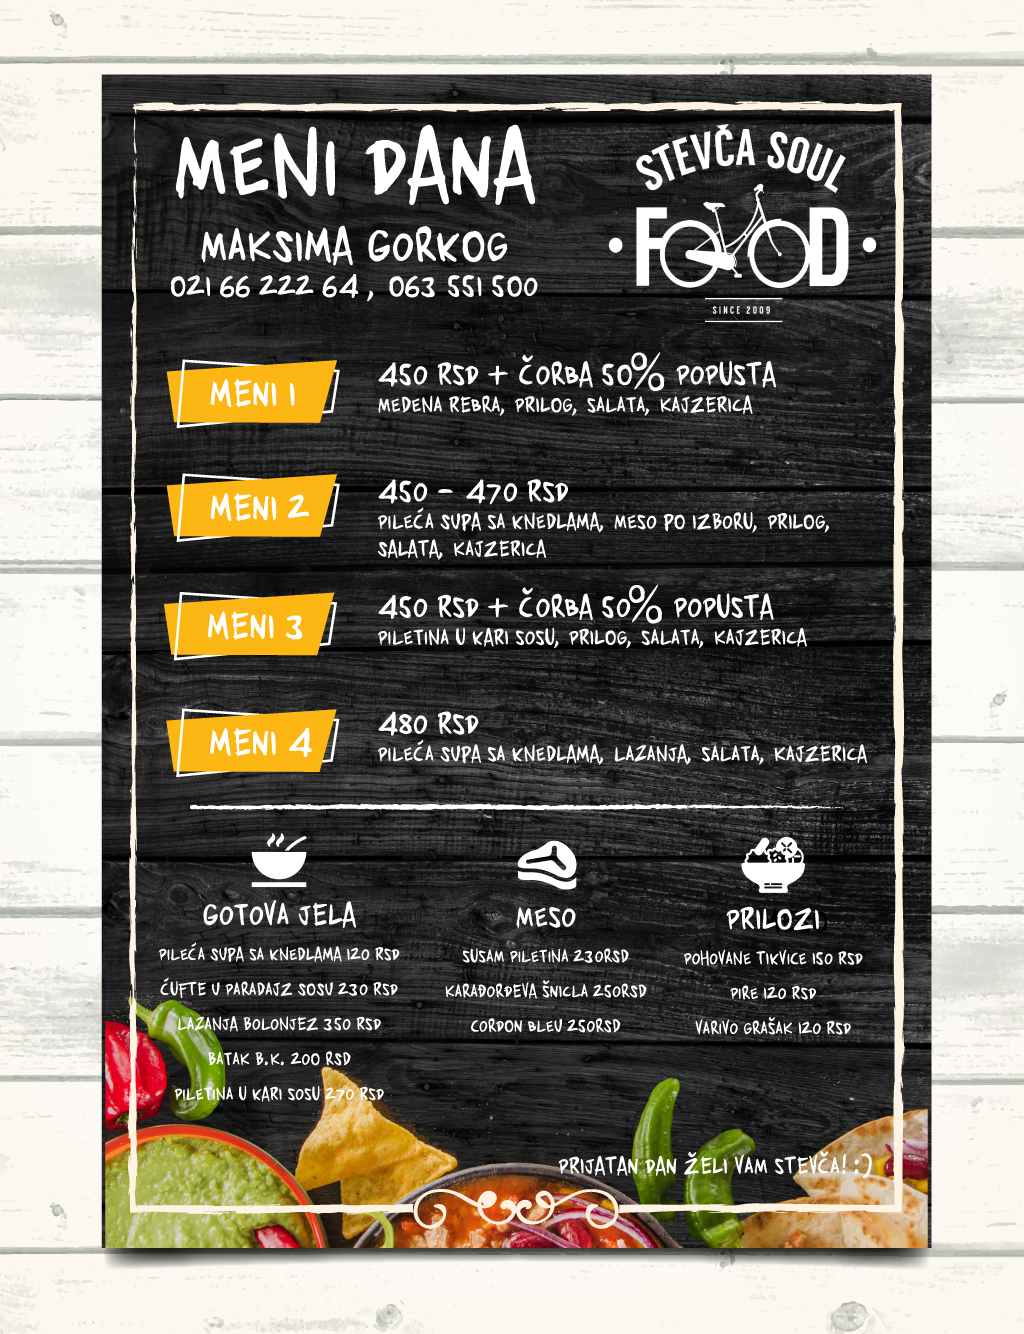 MENI DANA
MAKSIMA GORKOG
021 66 222 64, 063 551 500
STEVČA SOUL
FOOD
SINCE 2009
MENI 1
450 RSD + ČORBA 50% POPUSTA
MEDENA REBRA, PRILOG, SALATA, KAJZERICA
MENI 2
450 - 470 RSD
PILEĆA SUPA SA KNEDLAMA, MESO PO IZBORU, PRILOG,
SALATA, KAJZERICA
MENI 3
450 RSD + ČORBA 50% POPUSTA
PILETINA U KARI SOSU, PRILOG, SALATA, KAJZERICA
MENI 4
480 RSD
PILEĆA SUPA SA KNEDLAMA, LAZANJA, SALATA, KAJZERICA
GOTOVA JELA
PILEĆA SUPA SA KNEDLAMA 120 RSD
ĆUFTE U PARADAJZ SOSU 230 RSD
LAZANJA BOLONJEZ 350 RSD
BATAK B.K. 200 RSD
PILETINA U KARI SOSU 270 RSD
MESO
SUSAM PILETINA 230RSD
KARAĐORĐEVA ŠNICLA 250RSD
CORDON BLEU 250RSD
PRILOZI
POHOVANE TIKVICE 150 RSD
PIRE 120 RSD
VARIVO GRAŠAK 120 RSD
PRIJATAN DAN ŽELI VAM STEVČA! :)